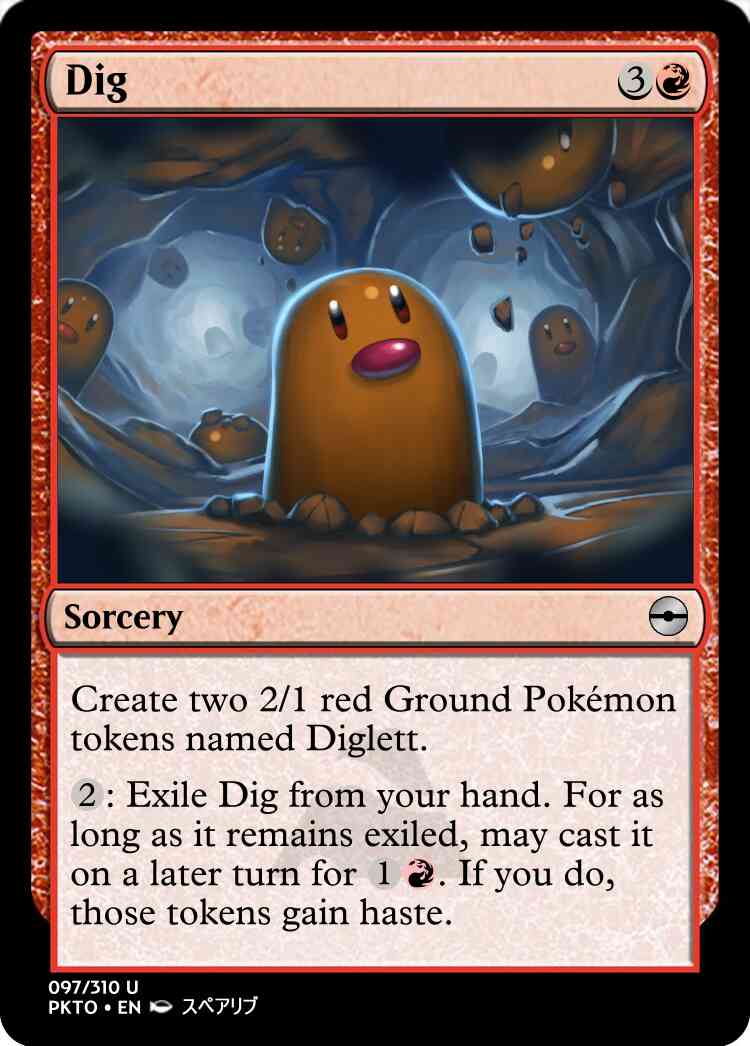 Dig 3
Sorcery
Create two 2/1 red Ground Pokémon
tokens named Diglett.
2: Exile Dig from your hand. For as
long as it remains exiled, may cast it
on a later turn for 1 . If you do,
those tokens gain haste.
097/310 U
PKTO • EN スペアリブ